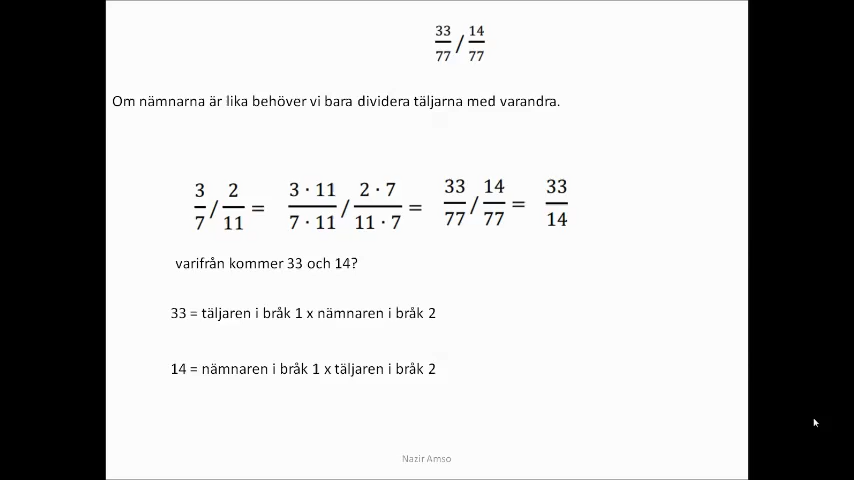 33/77 / 14/77
Om nämnarna är lika behöver vi bara dividera täljarna med varandra.
3/7 / 2/11 = 3 · 11/7 · 11 / 2 · 7/11 · 7 = 33/77 / 14/77 = 33/14
varifrån kommer 33 och 14?
33 = täljaren i bråk 1 x nämnaren i bråk 2
14 = nämnaren i bråk 1 x täljaren i bråk 2
Nazir Amso